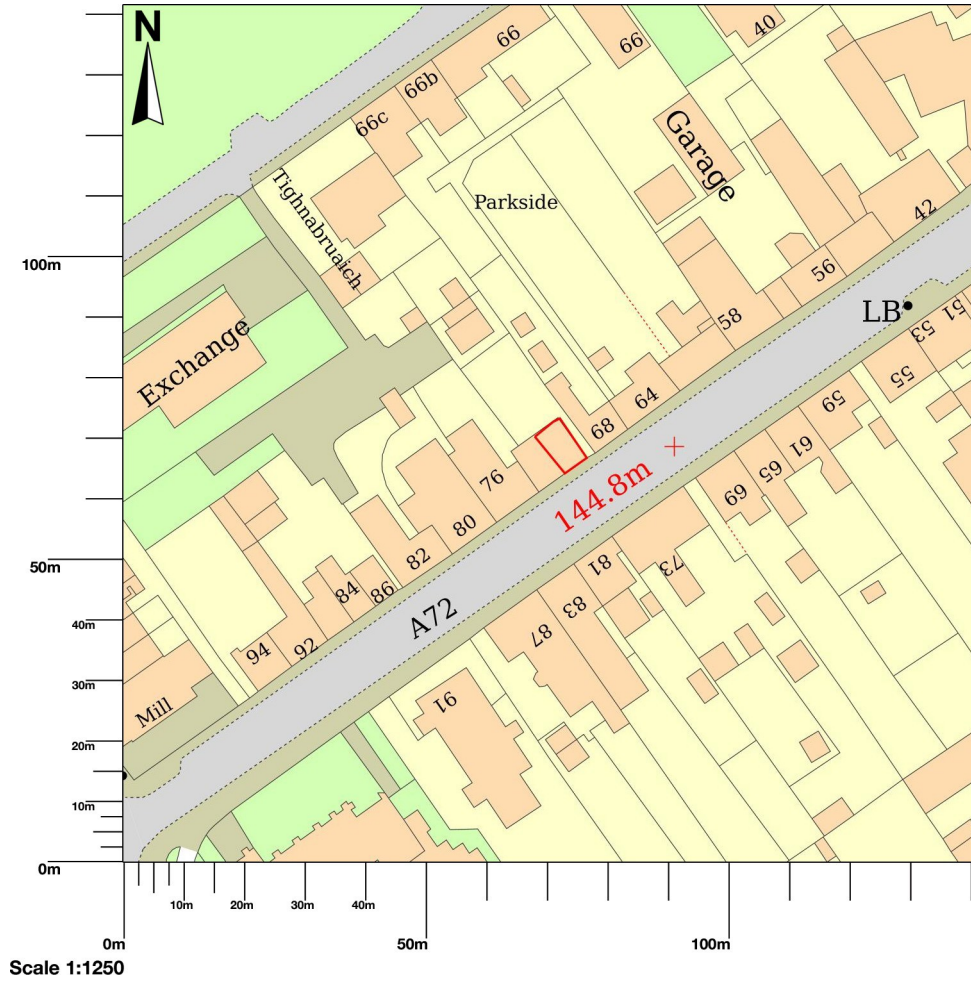 N
66
66
40
66b
66c
Garage
Tighnabruaich
Parkside
42
100m
56
LB
51
58
53
Exchange
55
64
59
68
61
144.8m
76
65
69
80
82
81
73
50m
84
86
83
A72
40m
87
94
92
30m
91
Mill
20m
10m
0m
10m
20m
30m
40m
0m
50m
100m
Scale 1:1250